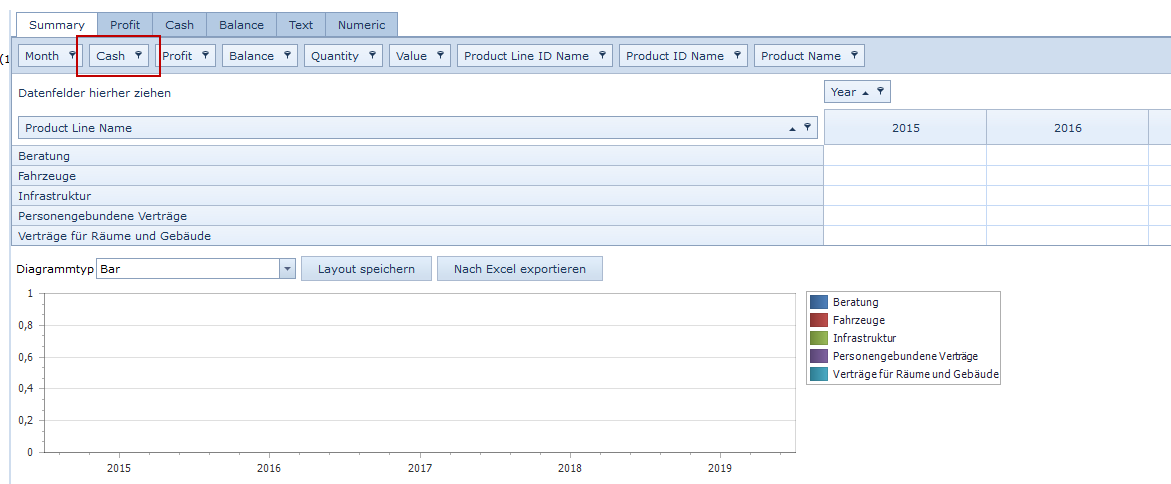 Summary Profit Cash Balance Text Numeric
(1
Month Cash Profit Balance Quantity Value Product Line ID Name Product ID Name Product Name
Datenfelder hierher ziehen
Year
Product Line Name
2015 2016
Beratung
Fahrzeuge
Infrastruktur
Personengebundene Verträge
Verträge für Räume und Gebäude
Diagrammtyp Bar Layout speichern Nach Excel exportieren
1
0,8
0,6
0,4
0,2
0
2015 2016 2017 2018 2019
Beratung
Fahrzeuge
Infrastruktur
Personengebundene Verträge
Verträge für Räume und Gebäude